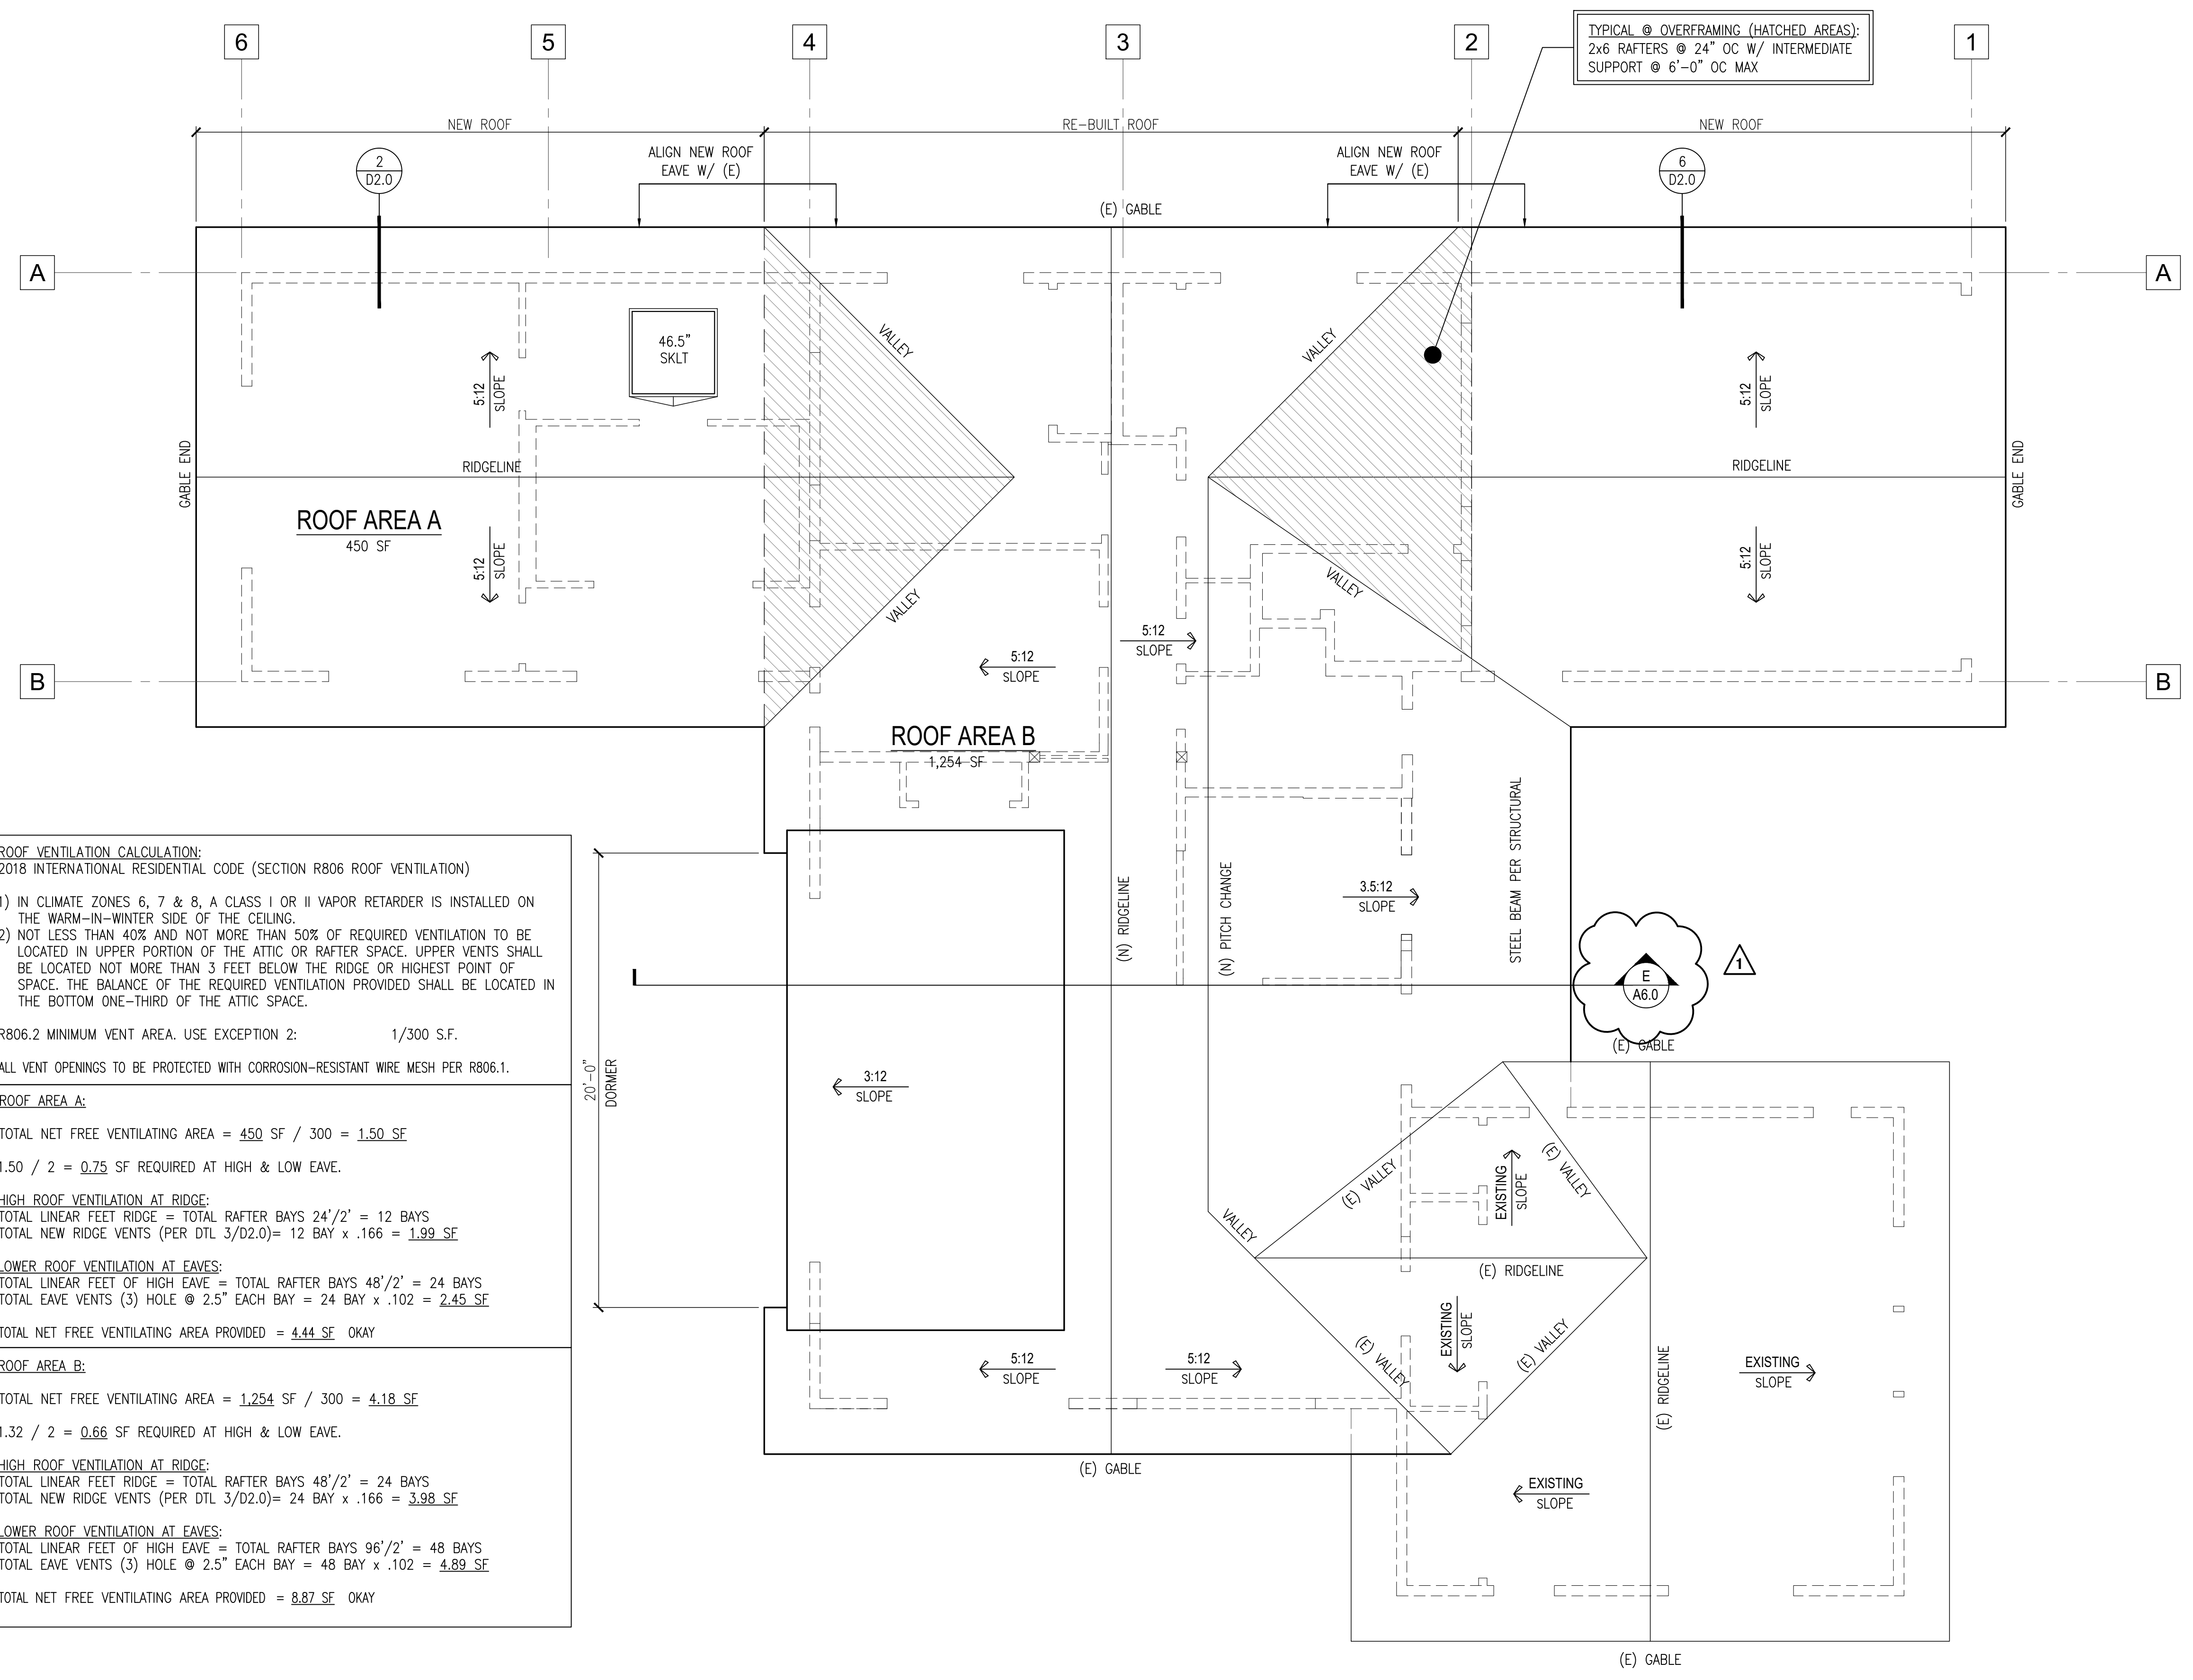 6
5
4
3
2
1
TYPICAL @ OVERFRAMING (HATCHED AREAS):
2x6 RAFTERS @ 24" OC W/ INTERMEDIATE
SUPPORT @ 6'-0" OC MAX
NEW ROOF
RE-BUILT ROOF
NEW ROOF
ALIGN NEW ROOF
EAVE W/ (E)
ALIGN NEW ROOF
EAVE W/ (E)
2
D2.0
6
D2.0
(E) GABLE
A
A
46.5"
SKLT
VALLEY
VALLEY
5:12
SLOPE
5:12
SLOPE
GABLE END
RIDGELINE
RIDGELINE
GABLE END
ROOF AREA A
450 SF
5:12
SLOPE
5:12
SLOPE
VALLEY
VALLEY
5:12
SLOPE
5:12
SLOPE
B
B
ROOF AREA B
1,254 SF
STEEL BEAM PER STRUCTURAL
(N) RIDGELINE
(N) PITCH CHANGE
3.5:12
SLOPE
E
A6.0
1
(E) GABLE
20'-0"
DORMER
3:12
SLOPE
(E) VALLEY
(E) VALLEY
EXISTING
SLOPE
VALLEY
(E) RIDGELINE
EXISTING
SLOPE
(E) VALLEY
(E) VALLEY
5:12
SLOPE
5:12
SLOPE
(E) RIDGELINE
EXISTING
SLOPE
(E) GABLE
EXISTING
SLOPE
(E) GABLE
ROOF VENTILATION CALCULATION:
2018 INTERNATIONAL RESIDENTIAL CODE (SECTION R806 ROOF VENTILATION)
1) IN CLIMATE ZONES 6, 7 & 8, A CLASS I OR II VAPOR RETARDER IS INSTALLED ON
THE WARM-IN-WINTER SIDE OF THE CEILING.
2) NOT LESS THAN 40% AND NOT MORE THAN 50% OF REQUIRED VENTILATION TO BE
LOCATED IN UPPER PORTION OF THE ATTIC OR RAFTER SPACE. UPPER VENTS SHALL
BE LOCATED NOT MORE THAN 3 FEET BELOW THE RIDGE OR HIGHEST POINT OF
SPACE. THE BALANCE OF THE REQUIRED VENTILATION PROVIDED SHALL BE LOCATED IN
THE BOTTOM ONE-THIRD OF THE ATTIC SPACE.
R806.2 MINIMUM VENT AREA. USE EXCEPTION 2: 1/300 S.F.
ALL VENT OPENINGS TO BE PROTECTED WITH CORROSION-RESISTANT WIRE MESH PER R806.1.
ROOF AREA A:
TOTAL NET FREE VENTILATING AREA = 450 SF / 300 = 1.50 SF
1.50 / 2 = 0.75 SF REQUIRED AT HIGH & LOW EAVE.
HIGH ROOF VENTILATION AT RIDGE:
TOTAL LINEAR FEET RIDGE = TOTAL RAFTER BAYS 24'/2' = 12 BAYS
TOTAL NEW RIDGE VENTS (PER DTL 3/D2.0)= 12 BAY x .166 = 1.99 SF
LOWER ROOF VENTILATION AT EAVES:
TOTAL LINEAR FEET OF HIGH EAVE = TOTAL RAFTER BAYS 48'/2' = 24 BAYS
TOTAL EAVE VENTS (3) HOLE @ 2.5" EACH BAY = 24 BAY x .102 = 2.45 SF
TOTAL NET FREE VENTILATING AREA PROVIDED = 4.44 SF OKAY
ROOF AREA B:
TOTAL NET FREE VENTILATING AREA = 1,254 SF / 300 = 4.18 SF
1.32 / 2 = 0.66 SF REQUIRED AT HIGH & LOW EAVE.
HIGH ROOF VENTILATION AT RIDGE:
TOTAL LINEAR FEET RIDGE = TOTAL RAFTER BAYS 48'/2' = 24 BAYS
TOTAL NEW RIDGE VENTS (PER DTL 3/D2.0)= 24 BAY x .166 = 3.98 SF
LOWER ROOF VENTILATION AT EAVES:
TOTAL LINEAR FEET OF HIGH EAVE = TOTAL RAFTER BAYS 96'/2' = 48 BAYS
TOTAL EAVE VENTS (3) HOLE @ 2.5" EACH BAY = 48 BAY x .102 = 4.89 SF
TOTAL NET FREE VENTILATING AREA PROVIDED = 8.87 SF OKAY